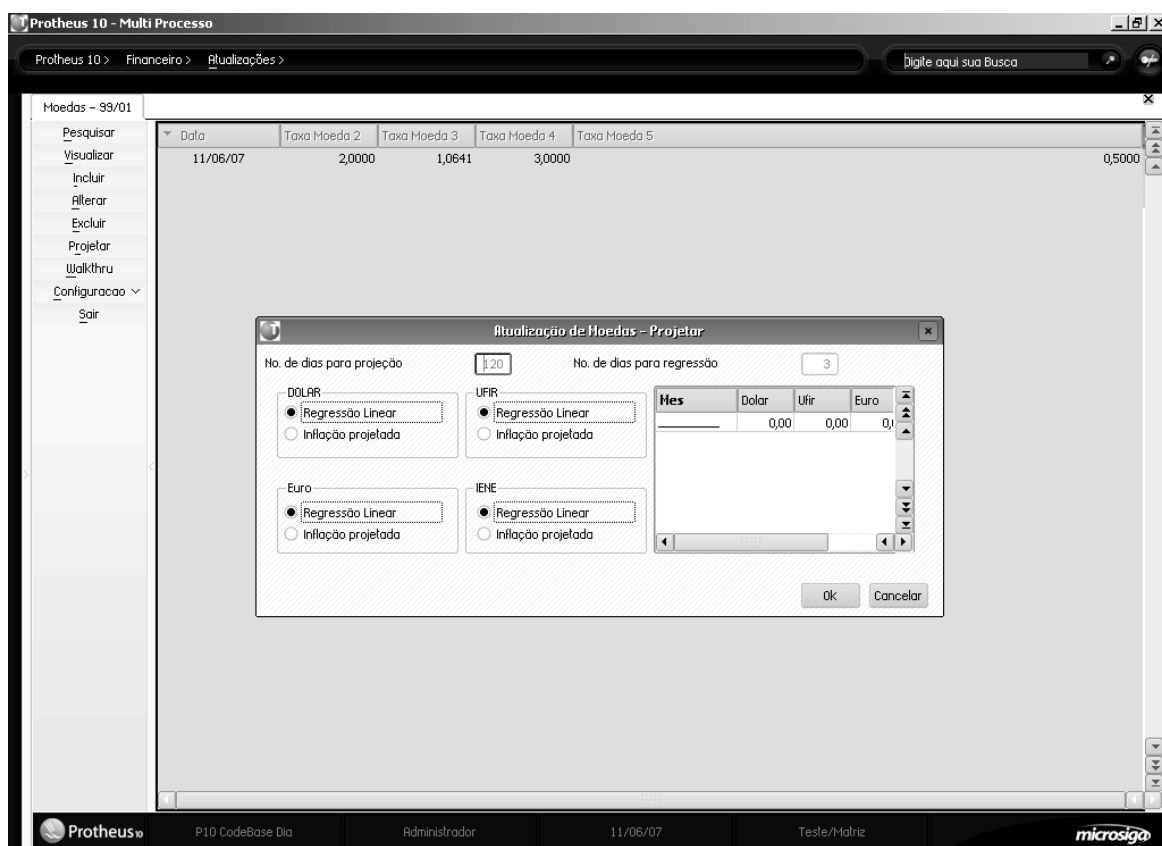 Protheus 10 - Multi Processo
Protheus 10 > Financeiro > Atualizações >
Digite aqui sua Busca
Moedas - 99/01
Pesquisar
Visualizar
Incluir
Alterar
Excluir
Projetar
Walkthru
Configuracao
Sair
Data Taxa Moeda 2 Taxa Moeda 3 Taxa Moeda 4 Taxa Moeda 5
11/06/07 2,0000 1,0641 3,0000 0,5000
Atualização de Moedas - Projetar
No. de dias para projeção 120 No. de dias para regressão 3
DOLAR
Regressão Linear
Inflação projetada
UFIR
Regressão Linear
Inflação projetada
Euro
Regressão Linear
Inflação projetada
IENE
Regressão Linear
Inflação projetada
Mes Dolar Ufir Euro
0,00 0,00
Ok Cancelar
Protheus10 P10 CodeBase Dia Administrador 11/06/07 Teste/Matriz microsiga